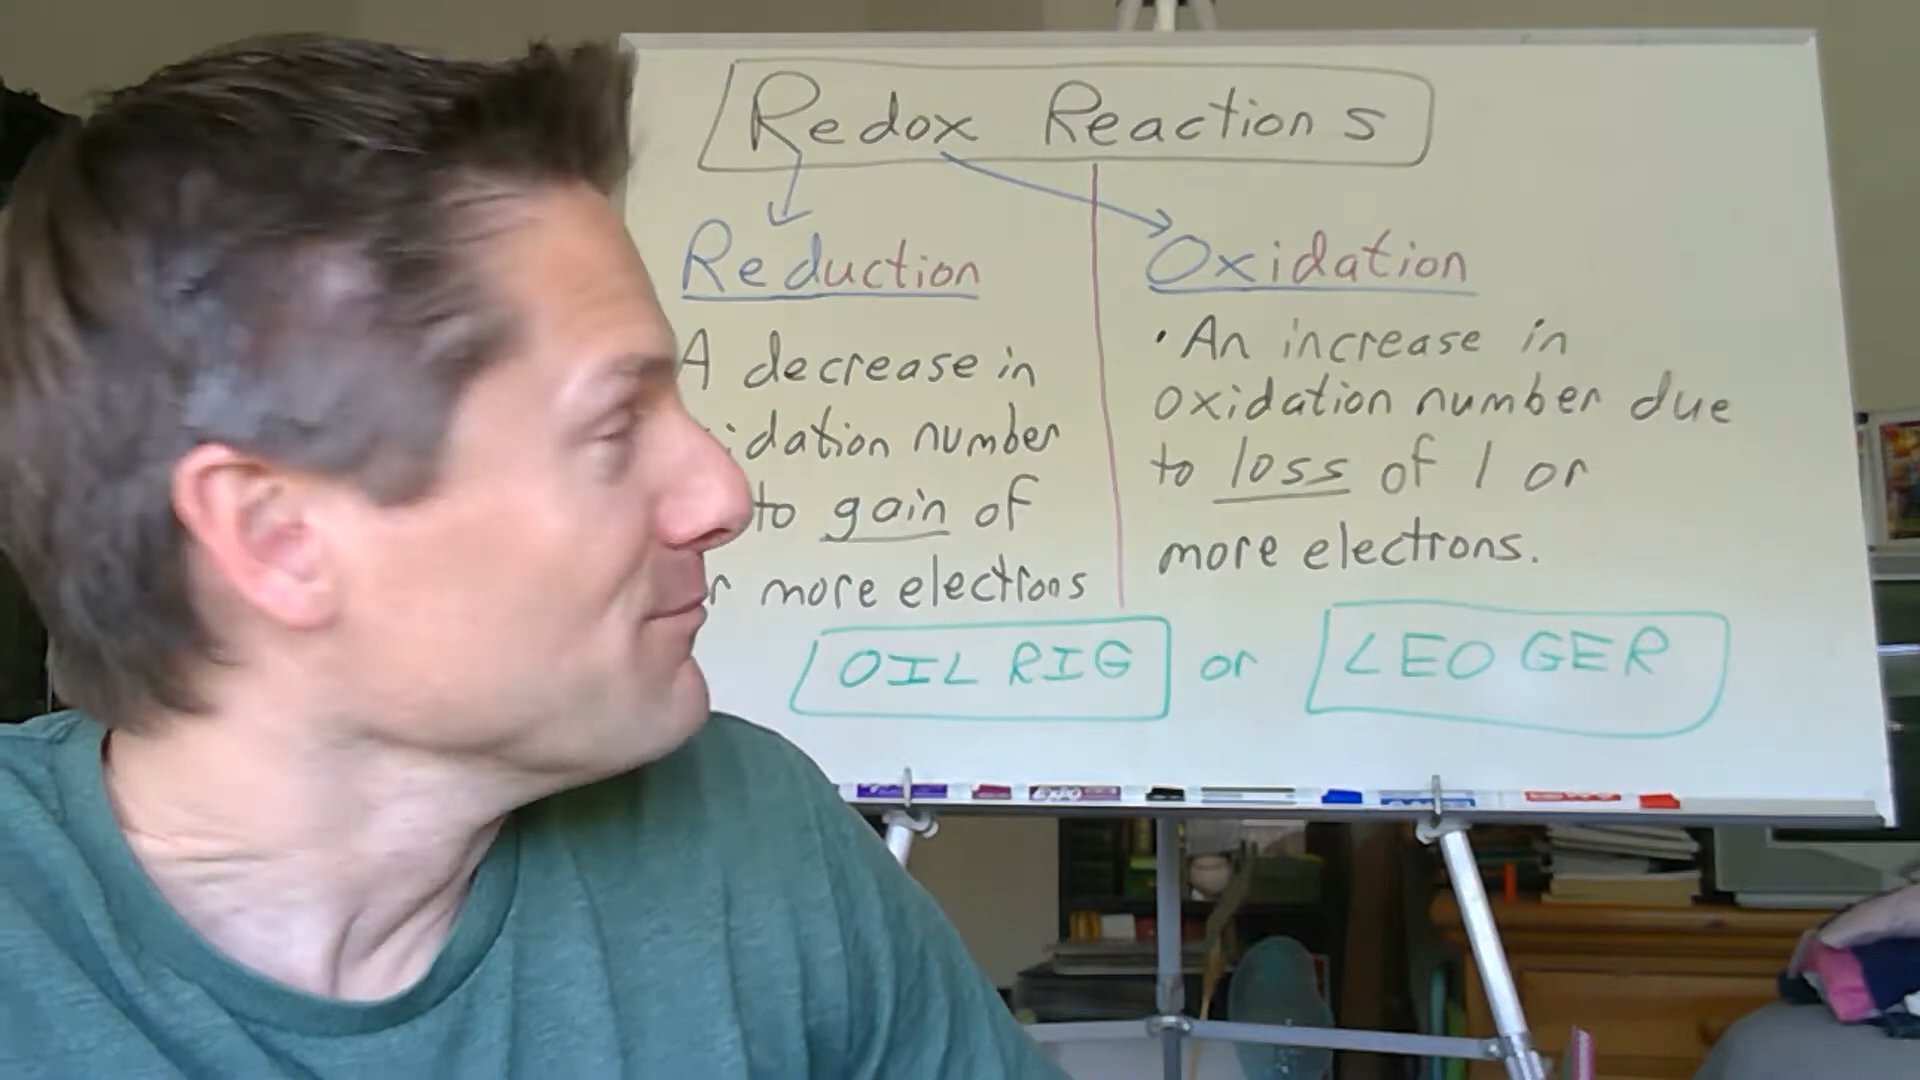 Redox Reactions
Reduction
A decrease in
idation number
to gain of
r more electrons
Oxidation
• An increase in
oxidation number due
to loss of 1 or
more electrons.
OIL RIG or LEO GER
EXPO